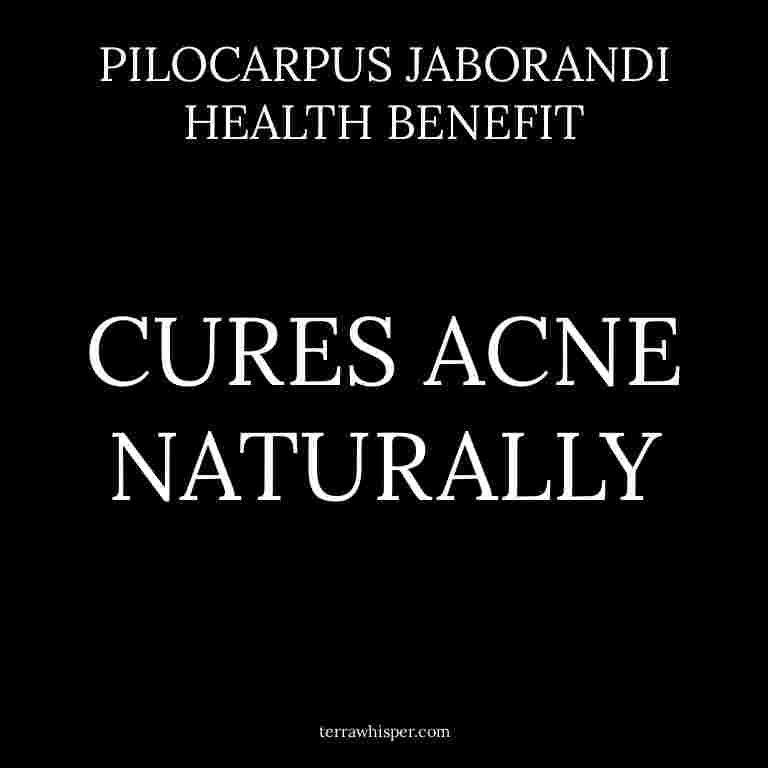 PILOCARPUS JABORANDI
HEALTH BENEFIT
CURES ACNE
NATURALLY
terrawhisper.com